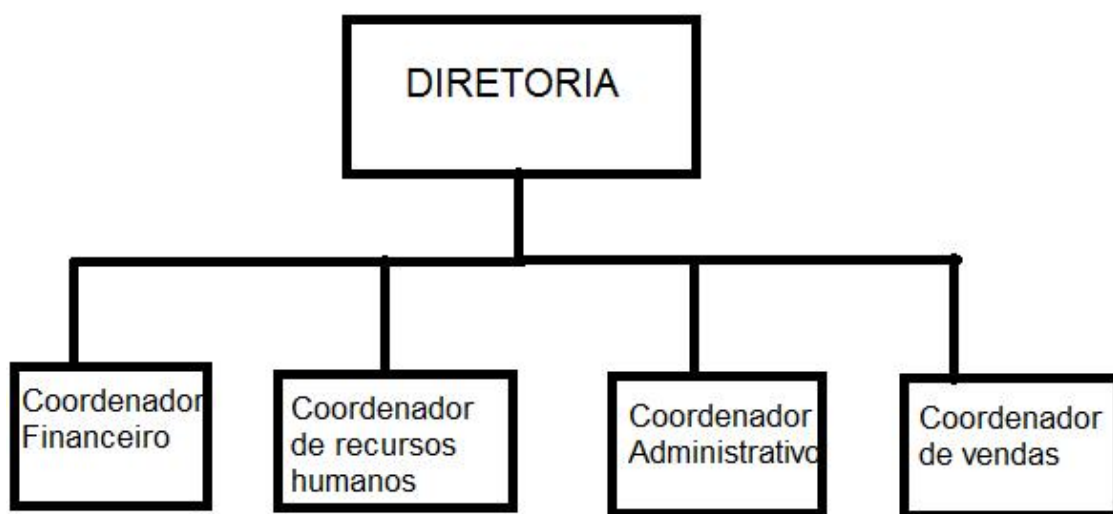 DIRETORIA
Coordenador
Financeiro
Coordenador
de recursos
humanos
Coordenador
Administrativo
Coordenador
de vendas